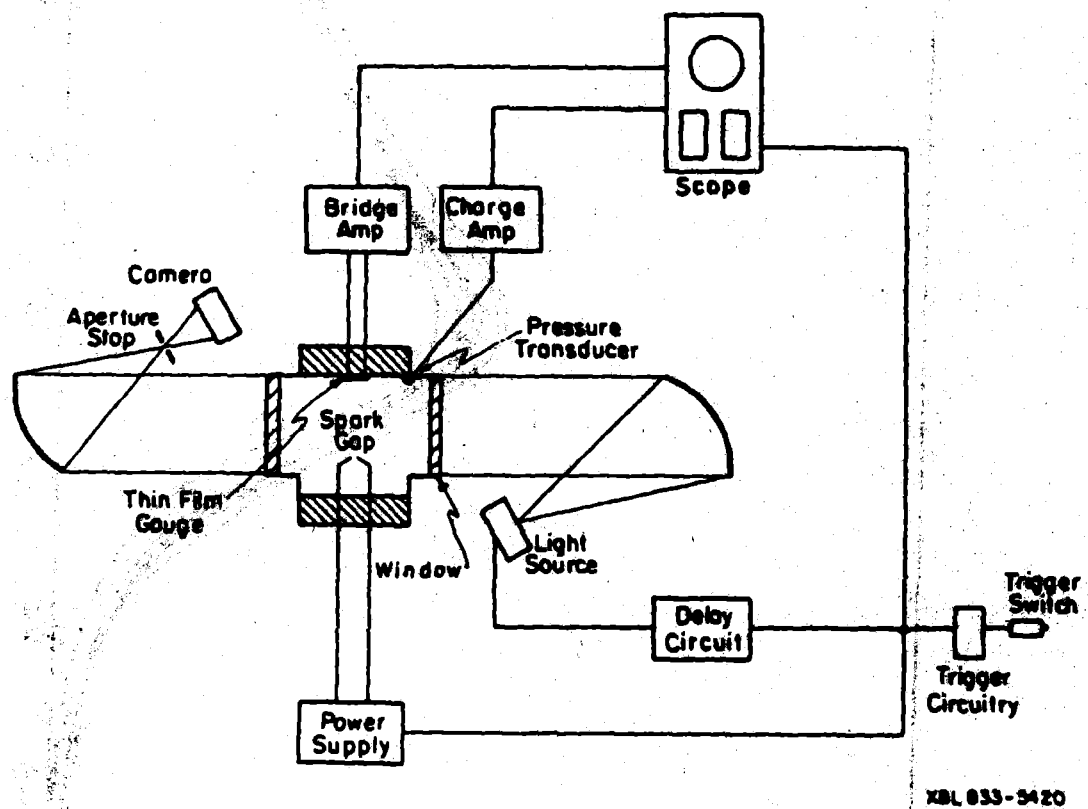 Scope
Bridge
Amp
Charge
Amp
Camera
Aperture
Stop
Pressure
Transducer
Spark
Gap
Thin Film
Gauge
Window
Light
Source
Delay
Circuit
Trigger
Switch
Trigger
Circuitry
Power
Supply
XBL 833-5420